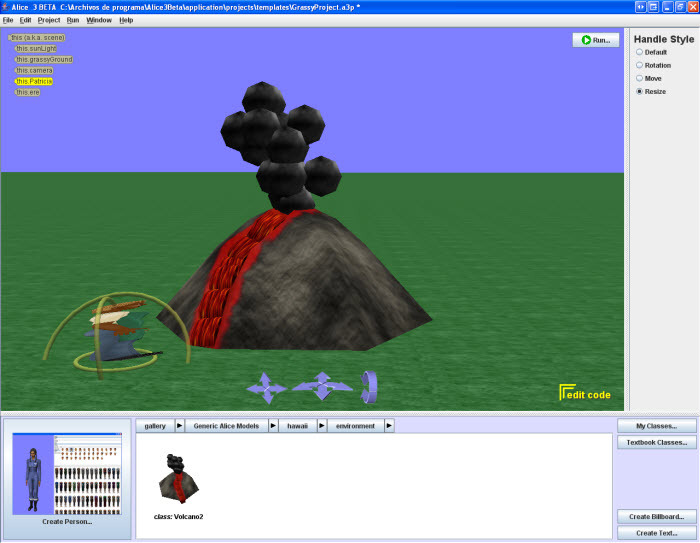 Alice 3 BETA C:\Archivos de programa\Alice3Beta\application\projects\templates\GrassyProject.a3p *
File Edit Project Run Window Help
this (a.k.a. scene)
this.sunLight
this.grassyGround
this.camera
this.Patricia
this.ere
Run...
Handle Style
Default
Rotation
Move
Resize
edit code
Create Person...
gallery Generic Alice Models hawaii environment
class: Volcano2
My Classes...
Textbook Classes...
Create Billboard...
Create Text...